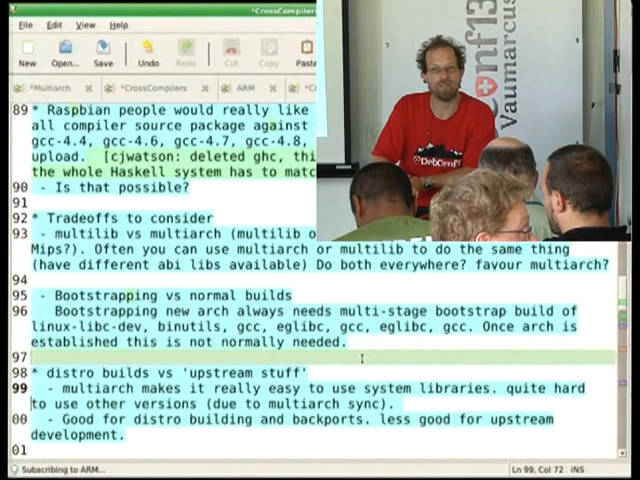 *CrossCompiler
File Edit View Help
New Open... Save Undo Redo Cut Copy Paste
*Multiarch *CrossCompilers ARM
89 * Raspbian people would really like
all compiler source package against
gcc-4.4, gcc-4.6, gcc-4.7, gcc-4.8,
upload. [cjwatson: deleted ghc, thi
the whole Haskell system has to matc
90 - Is that possible?
91
92 * Tradeoffs to consider
93 - multilib vs multiarch (multilib o
Mips?). Often you can use multiarch or multilib to do the same thing
(have different abi libs available) Do both everywhere? favour multiarch?
94
95 - Bootstrapping vs normal builds
96 Bootstrapping new arch always needs multi-stage bootstrap build of
linux-libc-dev, binutils, gcc, eglibc, gcc, eglibc, gcc. Once arch is
established this is not normally needed.
97
98 * distro builds vs 'upstream stuff'
99 - multiarch makes it really easy to use system libraries. quite hard
to use other versions (due to multiarch sync).
00 - Good for distro building and backports. less good for upstream
development.
01
Subscribing to ARM... Ln 99, Col 72 INS
Conf13
Vaumarcus
@DebConf